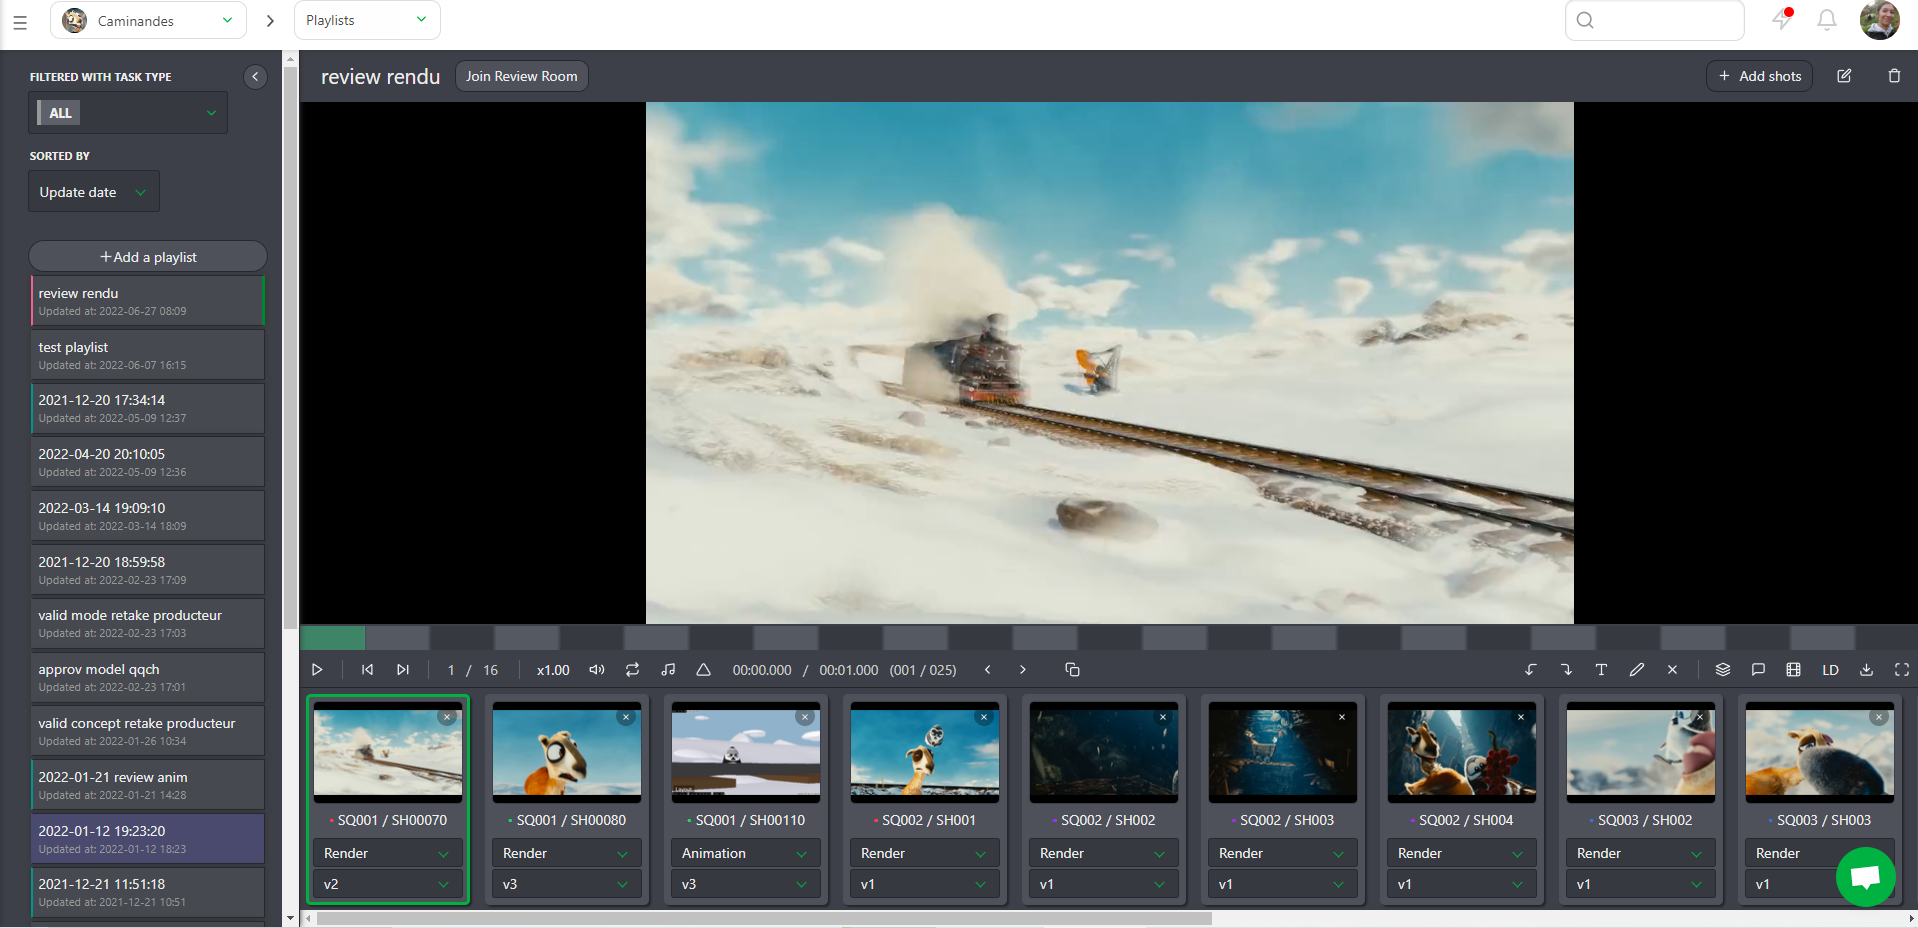 Caminandes
Playlists
FILTERED WITH TASK TYPE
ALL
SORTED BY
Update date
Add a playlist
review rendu
Updated at: 2022-06-27 08:09
test playlist
Updated at: 2022-06-07 16:15
2021-12-20 17:34:14
Updated at: 2022-05-09 12:37
2022-04-20 20:10:05
Updated at: 2022-05-09 12:36
2022-03-14 19:09:10
Updated at: 2022-03-14 18:09
2021-12-20 18:59:58
Updated at: 2022-02-23 17:09
valid mode retake producteur
Updated at: 2022-02-23 17:03
approv model qqch
Updated at: 2022-02-23 17:01
valid concept retake producteur
Updated at: 2022-01-26 10:34
2022-01-21 review anim
Updated at: 2022-01-21 14:28
2022-01-12 19:23:20
Updated at: 2022-01-12 18:23
2021-12-21 11:51:18
Updated at: 2021-12-21 10:51
review rendu Join Review Room
+ Add shots
1 / 16 x1.00 00:00.000 / 00:01.000 (001 / 025) LD
SQ001 / SH00070
Render
v2
SQ001 / SH00080
Render
v3
SQ001 / SH00110
Animation
v3
SQ002 / SH001
Render
v1
SQ002 / SH002
Render
v1
SQ002 / SH003
Render
v1
SQ002 / SH004
Render
v1
SQ003 / SH002
Render
v1
SQ003 / SH003
Render
v1